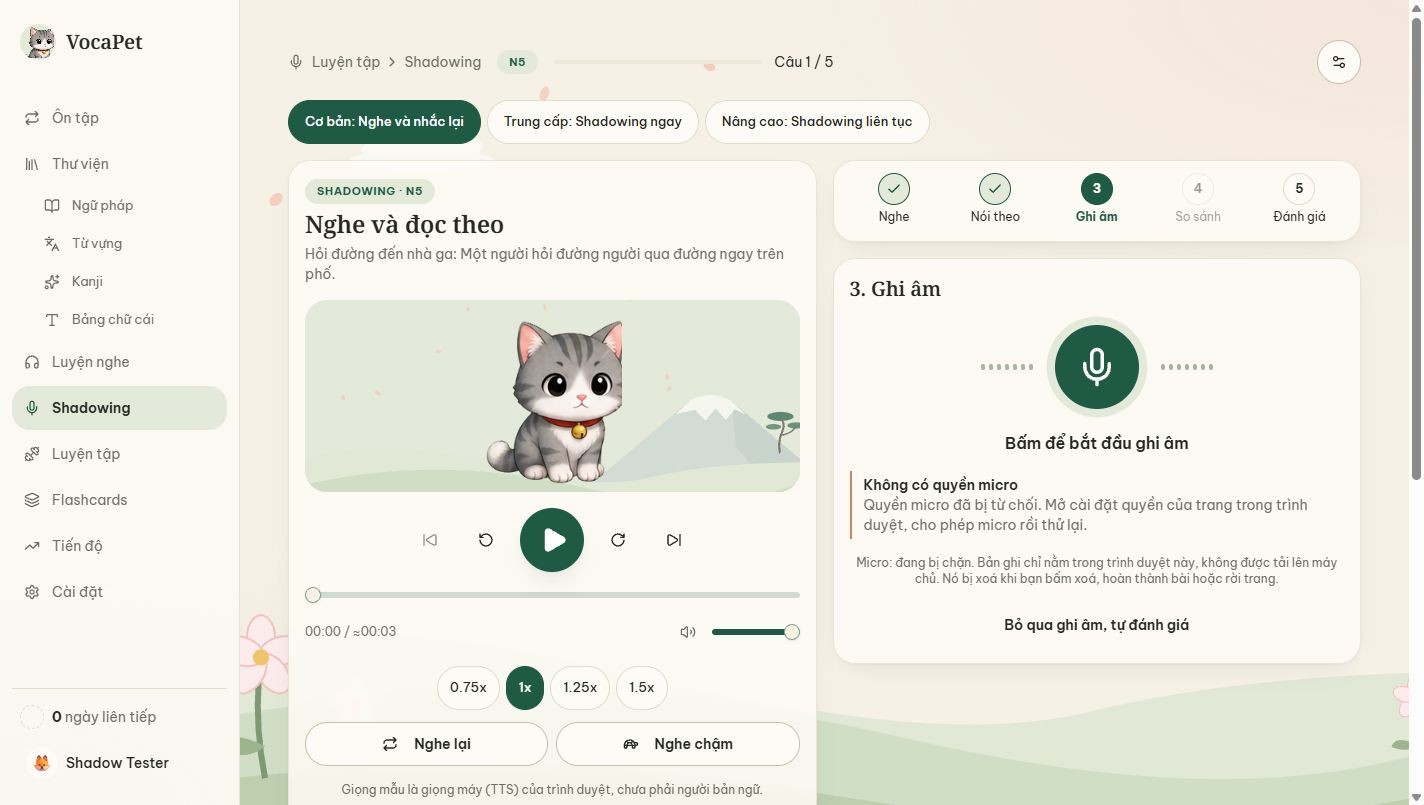 VocaPet
Ôn tập
Thư viện
Ngữ pháp
Từ vựng
Kanji
Bảng chữ cái
Luyện nghe
Shadowing
Luyện tập
Flashcards
Tiến độ
Cài đặt
0 ngày liên tiếp
Shadow Tester
Luyện tập > Shadowing N5 Câu 1 / 5
Cơ bản: Nghe và nhắc lại Trung cấp: Shadowing ngay Nâng cao: Shadowing liên tục
SHADOWING · N5
Nghe và đọc theo
Hỏi đường đến nhà ga: Một người hỏi đường người qua đường ngay trên
phố.
00:00 / ≈00:03
0.75x 1x 1.25x 1.5x
Nghe lại Nghe chậm
Giọng mẫu là giọng máy (TTS) của trình duyệt, chưa phải người bản ngữ.
3 4 5
Nghe Nói theo Ghi âm So sánh Đánh giá
3. Ghi âm
Bấm để bắt đầu ghi âm
Không có quyền micro
Quyền micro đã bị từ chối. Mở cài đặt quyền của trang trong trình
duyệt, cho phép micro rồi thử lại.
Micro: đang bị chặn. Bản ghi chỉ nằm trong trình duyệt này, không được tải lên máy
chủ. Nó bị xoá khi bạn bấm xoá, hoàn thành bài hoặc rời trang.
Bỏ qua ghi âm, tự đánh giá